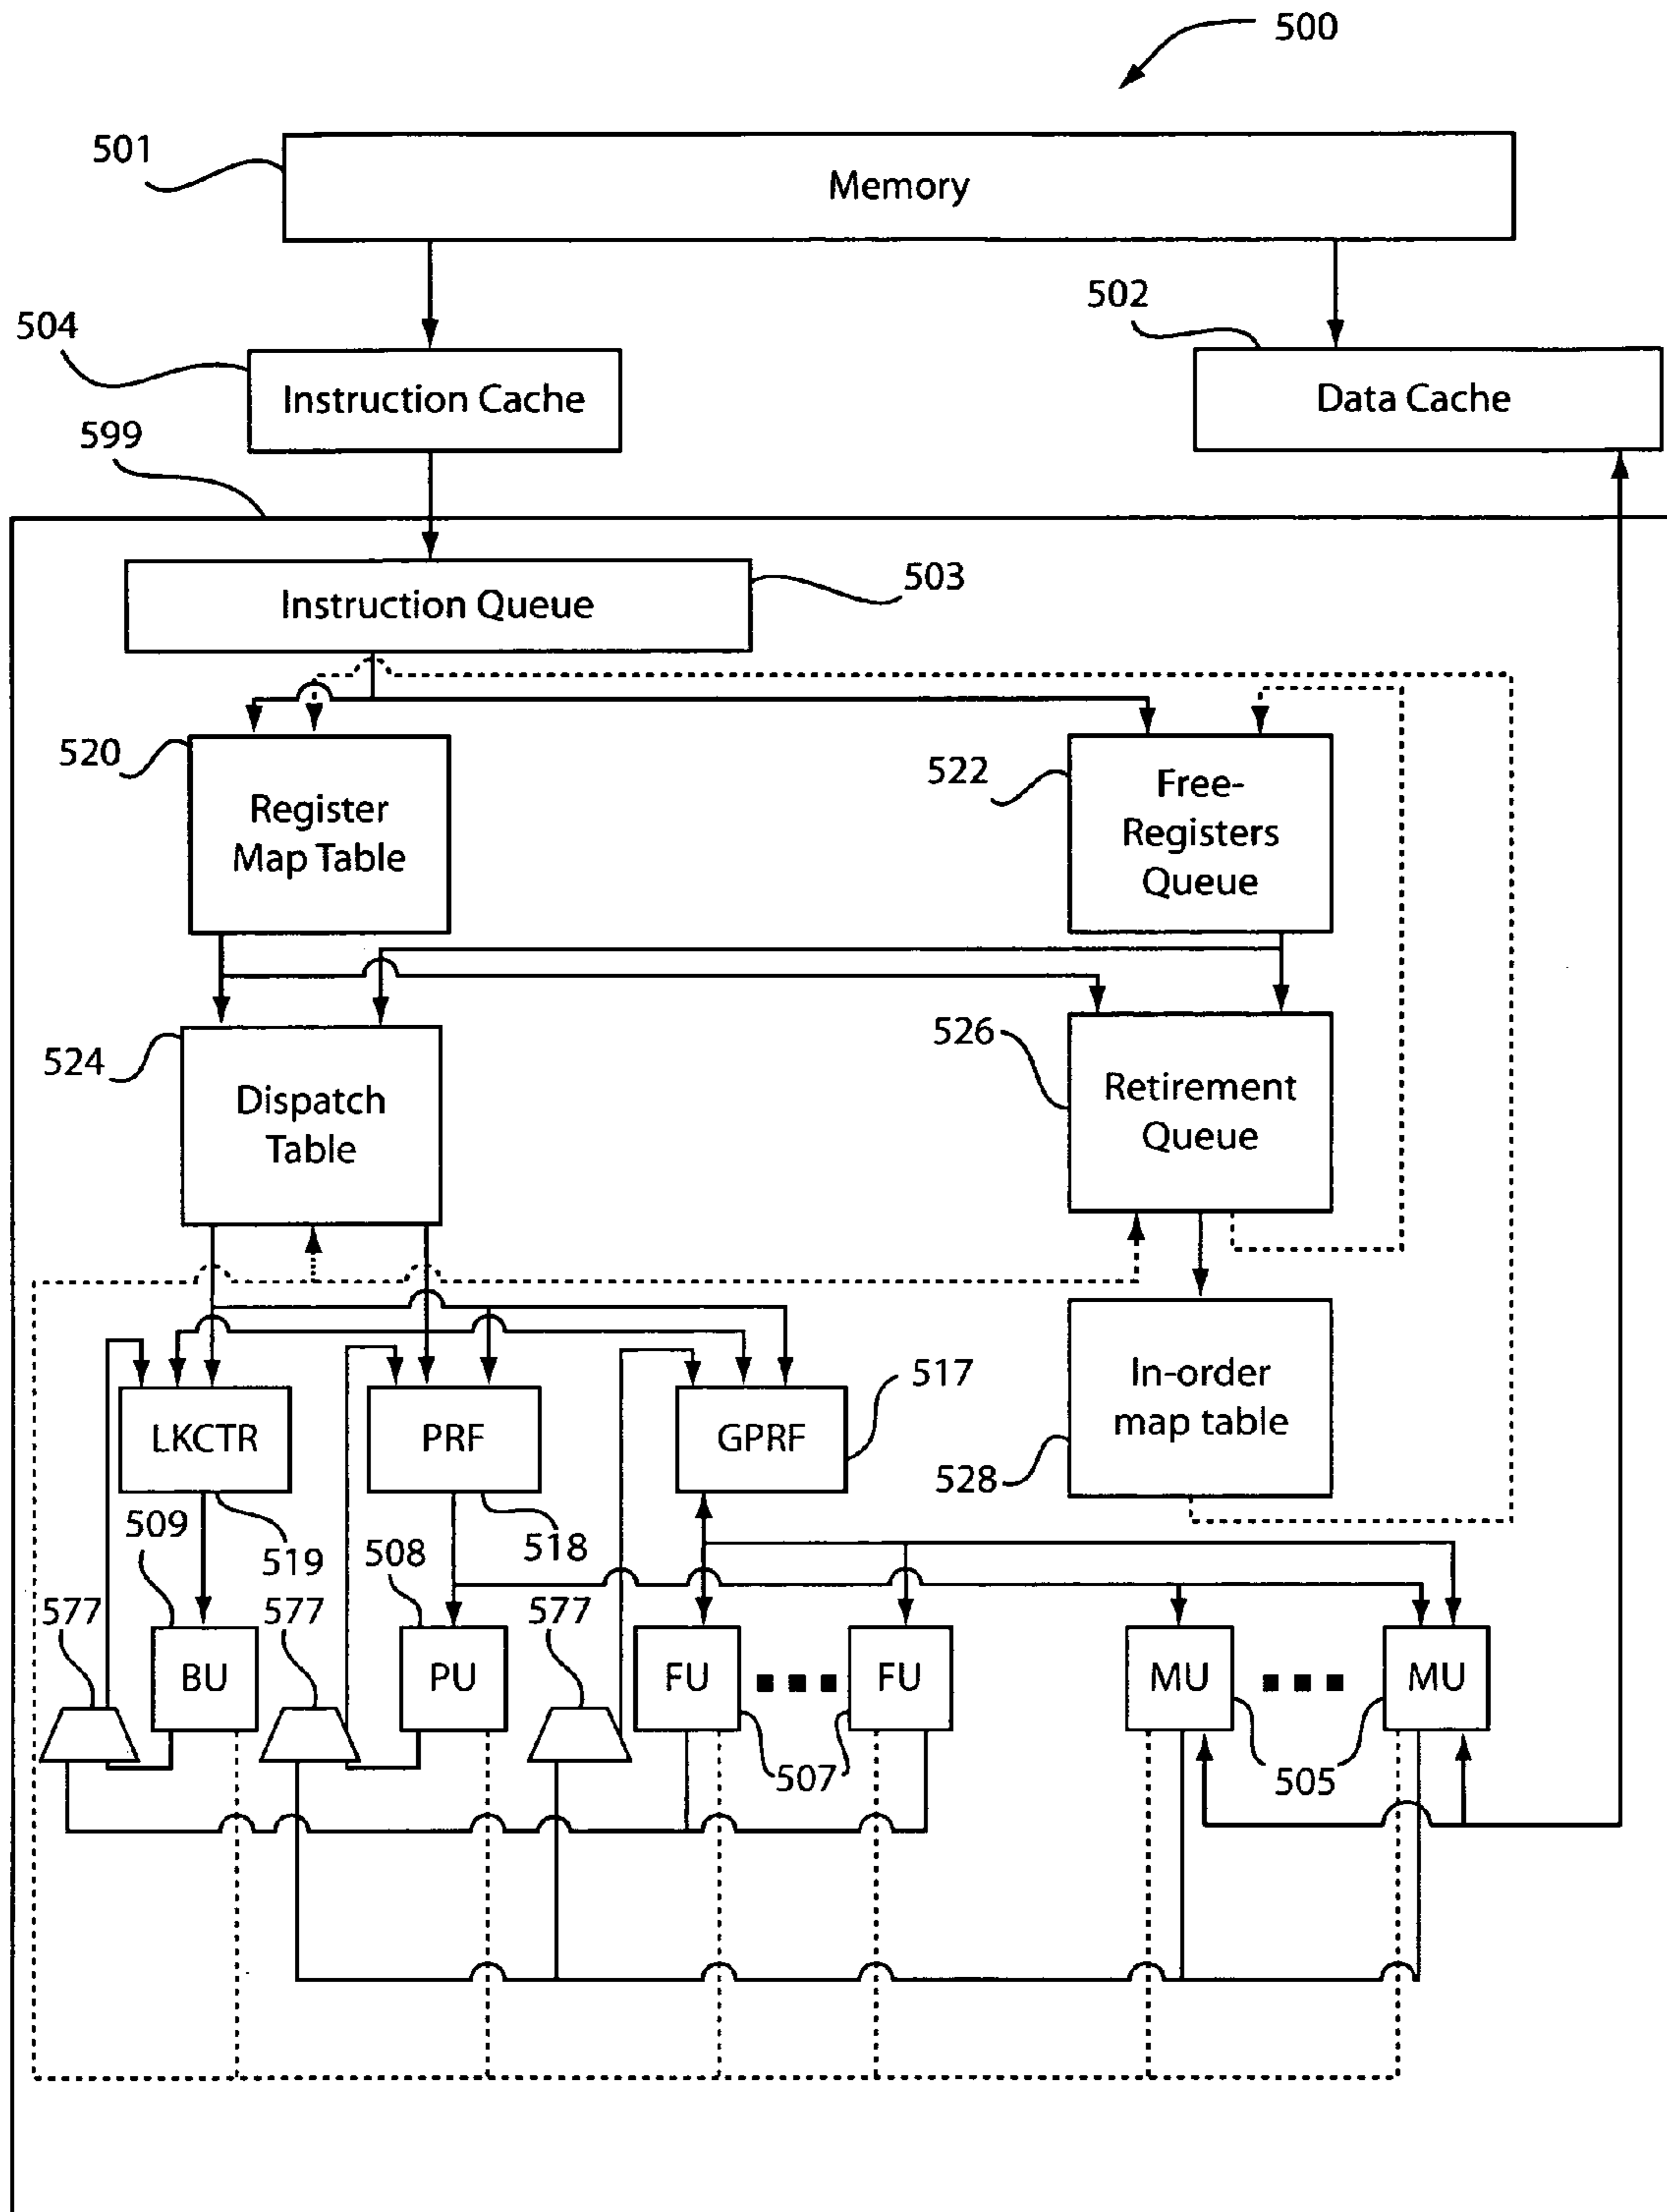 500
501
Memory
502
504
Instruction Cache
Data Cache
599
503
Instruction Queue
520
522
Register
Map Table
Free-
Registers
Queue
524
526
Dispatch
Table
Retirement
Queue
517
LKCTR
PRF
GPRF
In-order
map table
528
509
519
508
518
577
577
577
BU
PU
FU
FU
MU
MU
507
505